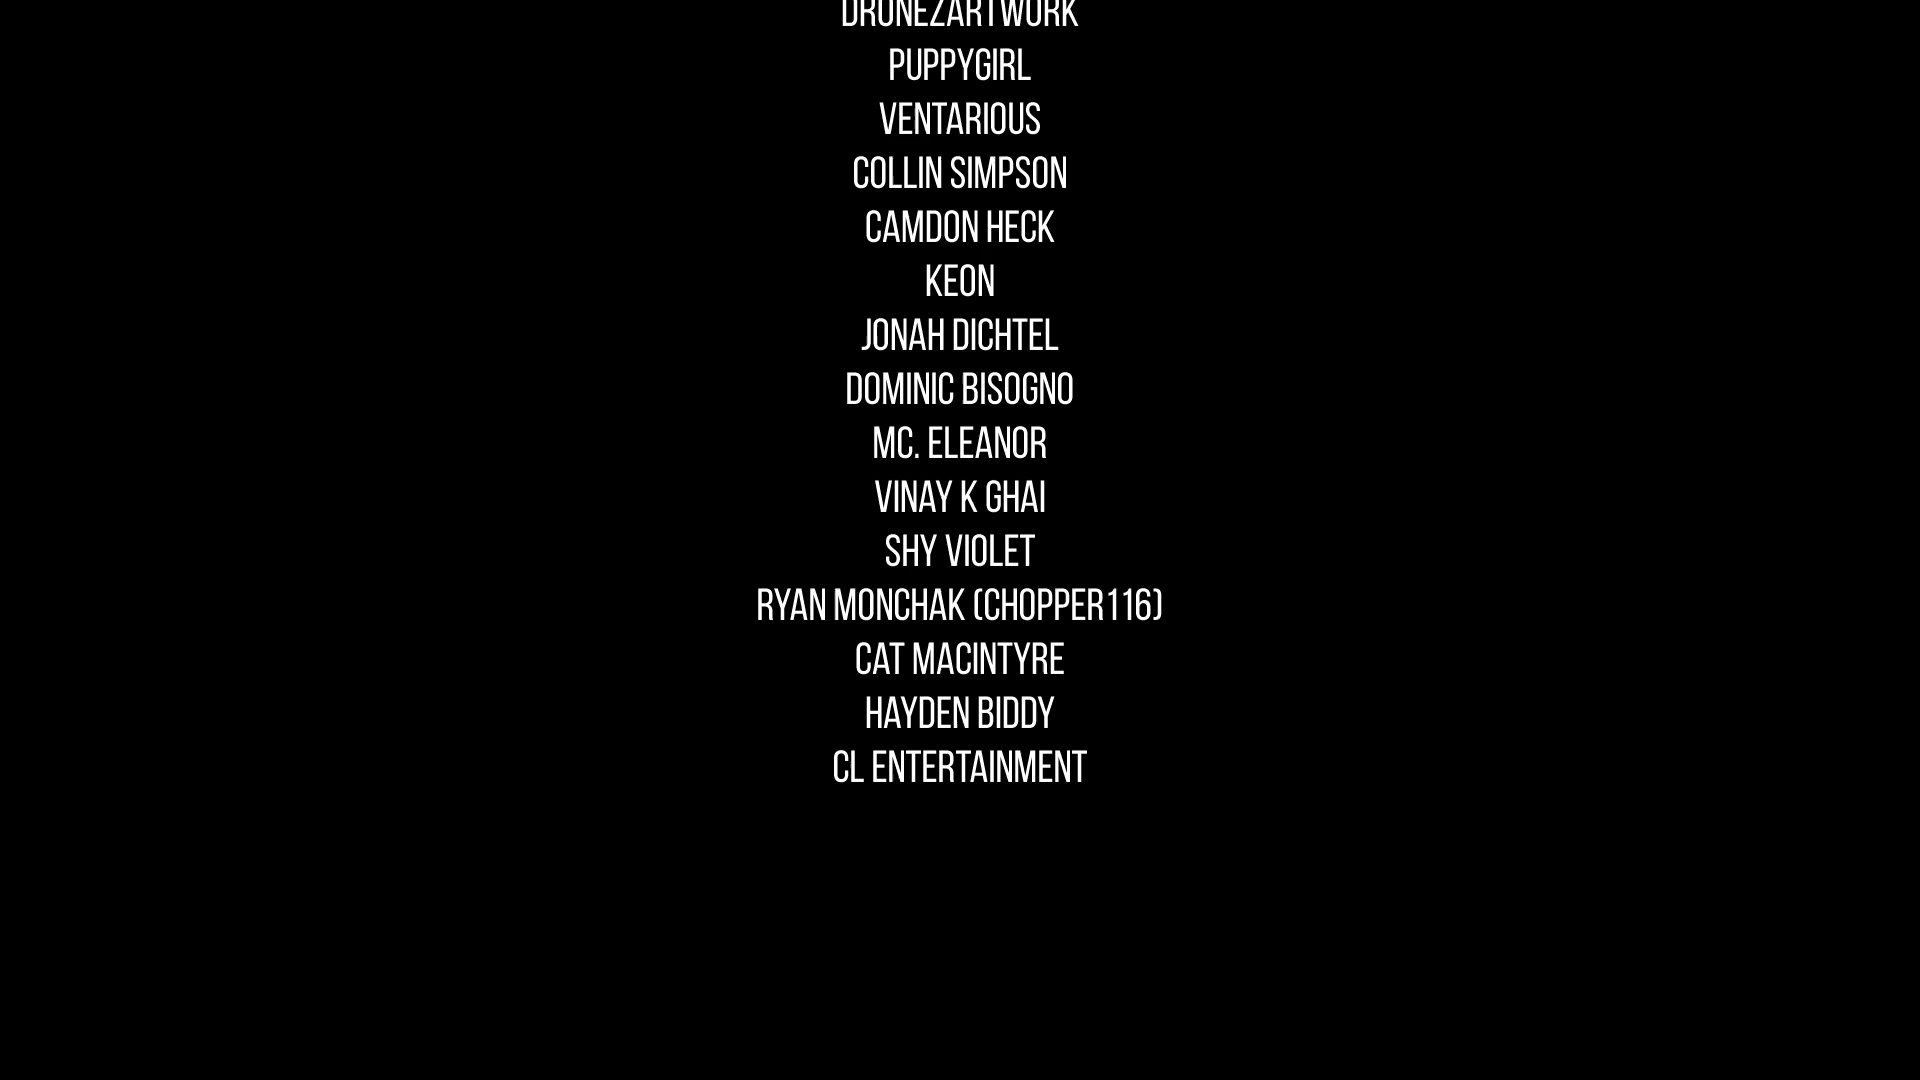 DRONEZARTWORK
PUPPYGIRL
VENTARIOUS
COLLIN SIMPSON
CAMDON HECK
KEON
JONAH DICHTEL
DOMINIC BISOGNO
MC. ELEANOR
VINAY K GHAI
SHY VIOLET
RYAN MONCHAK (CHOPPER116)
CAT MACINTYRE
HAYDEN BIDDY
CL ENTERTAINMENT